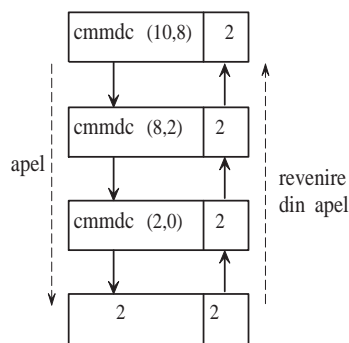 cmmdc (10,8) 2
cmmdc (8,2) 2
apel
revenire
din apel
cmmdc (2,0) 2
2 2